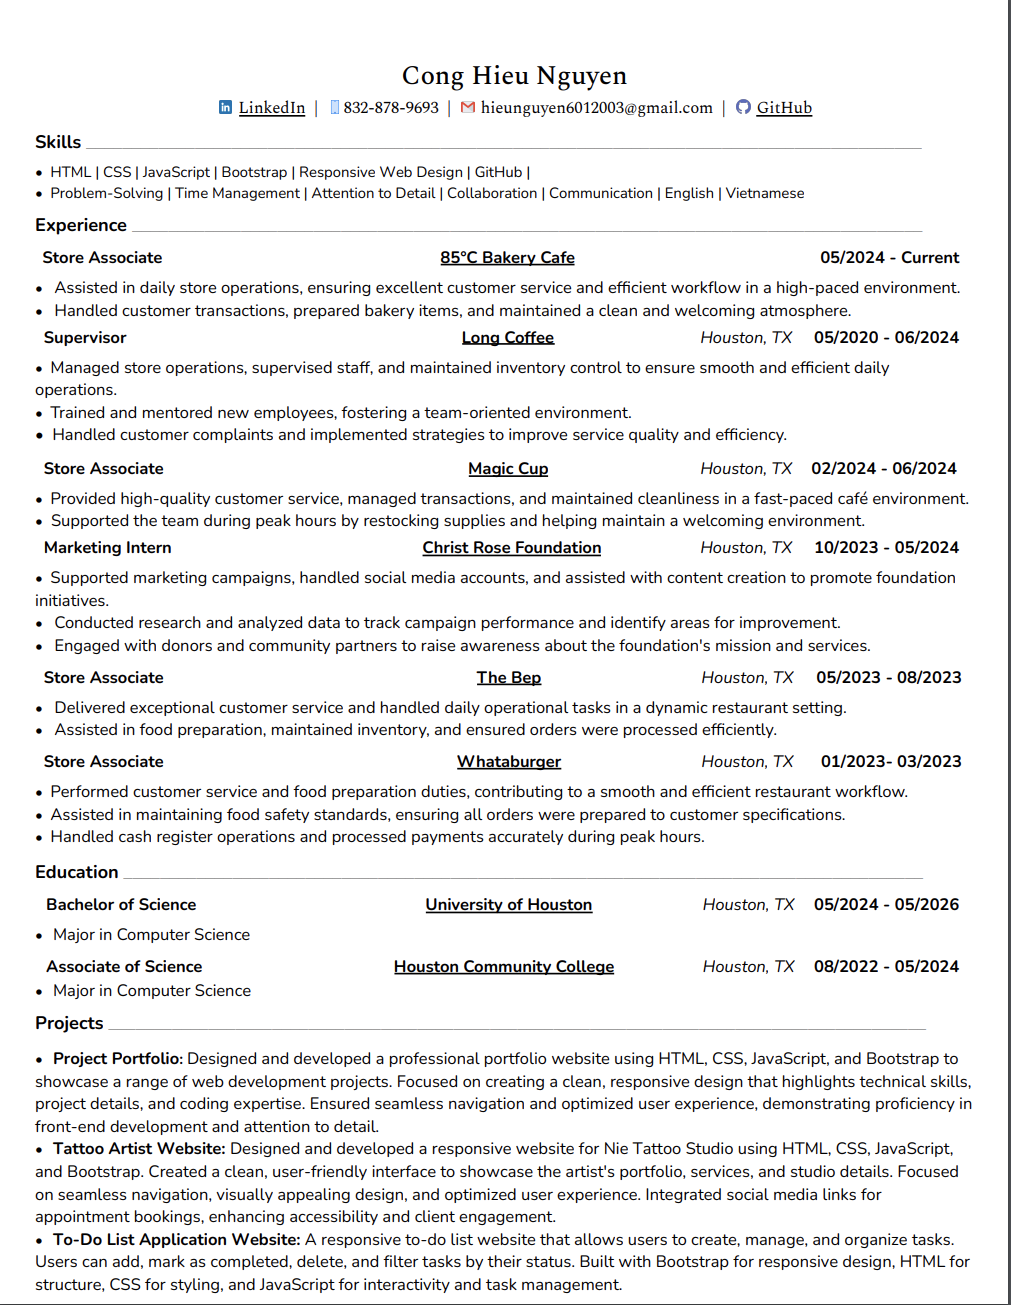 Cong Hieu Nguyen
LinkedIn | 832-878-9693 | hieunguyen6012003@gmail.com | GitHub
Skills
• HTML | CSS | JavaScript | Bootstrap | Responsive Web Design | GitHub |
• Problem-Solving | Time Management | Attention to Detail | Collaboration | Communication | English | Vietnamese
Experience
Store Associate 85°C Bakery Cafe 05/2024 - Current
• Assisted in daily store operations, ensuring excellent customer service and efficient workflow in a high-paced environment.
• Handled customer transactions, prepared bakery items, and maintained a clean and welcoming atmosphere.
Supervisor Long Coffee Houston, TX 05/2020 - 06/2024
• Managed store operations, supervised staff, and maintained inventory control to ensure smooth and efficient daily
operations.
• Trained and mentored new employees, fostering a team-oriented environment.
• Handled customer complaints and implemented strategies to improve service quality and efficiency.
Store Associate Magic Cup Houston, TX 02/2024 - 06/2024
• Provided high-quality customer service, managed transactions, and maintained cleanliness in a fast-paced café environment.
• Supported the team during peak hours by restocking supplies and helping maintain a welcoming environment.
Marketing Intern Christ Rose Foundation Houston, TX 10/2023 - 05/2024
• Supported marketing campaigns, handled social media accounts, and assisted with content creation to promote foundation
initiatives.
• Conducted research and analyzed data to track campaign performance and identify areas for improvement.
• Engaged with donors and community partners to raise awareness about the foundation's mission and services.
Store Associate The Bep Houston, TX 05/2023 - 08/2023
• Delivered exceptional customer service and handled daily operational tasks in a dynamic restaurant setting.
• Assisted in food preparation, maintained inventory, and ensured orders were processed efficiently.
Store Associate Whataburger Houston, TX 01/2023- 03/2023
• Performed customer service and food preparation duties, contributing to a smooth and efficient restaurant workflow.
• Assisted in maintaining food safety standards, ensuring all orders were prepared to customer specifications.
• Handled cash register operations and processed payments accurately during peak hours.
Education
Bachelor of Science University of Houston Houston, TX 05/2024 - 05/2026
• Major in Computer Science
Associate of Science Houston Community College Houston, TX 08/2022 - 05/2024
• Major in Computer Science
Projects
• Project Portfolio: Designed and developed a professional portfolio website using HTML, CSS, JavaScript, and Bootstrap to
showcase a range of web development projects. Focused on creating a clean, responsive design that highlights technical skills,
project details, and coding expertise. Ensured seamless navigation and optimized user experience, demonstrating proficiency in
front-end development and attention to detail.
• Tattoo Artist Website: Designed and developed a responsive website for Nie Tattoo Studio using HTML, CSS, JavaScript,
and Bootstrap. Created a clean, user-friendly interface to showcase the artist's portfolio, services, and studio details. Focused
on seamless navigation, visually appealing design, and optimized user experience. Integrated social media links for
appointment bookings, enhancing accessibility and client engagement.
• To-Do List Application Website: A responsive to-do list website that allows users to create, manage, and organize tasks.
Users can add, mark as completed, delete, and filter tasks by their status. Built with Bootstrap for responsive design, HTML for
structure, CSS for styling, and JavaScript for interactivity and task management.